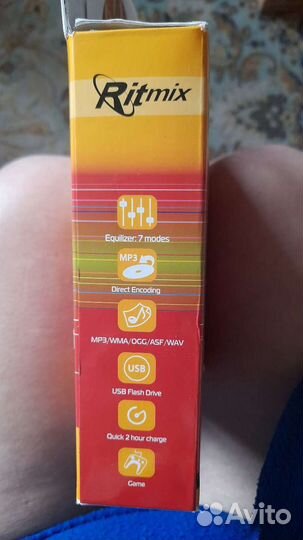 Ritmix
Equilizer: 7 modes
MP3
Direct Encoding
MP3/WMA/OGG/ASF/WAV
USB
USB Flash Drive
Quick 2 hour charge
Game
Avito